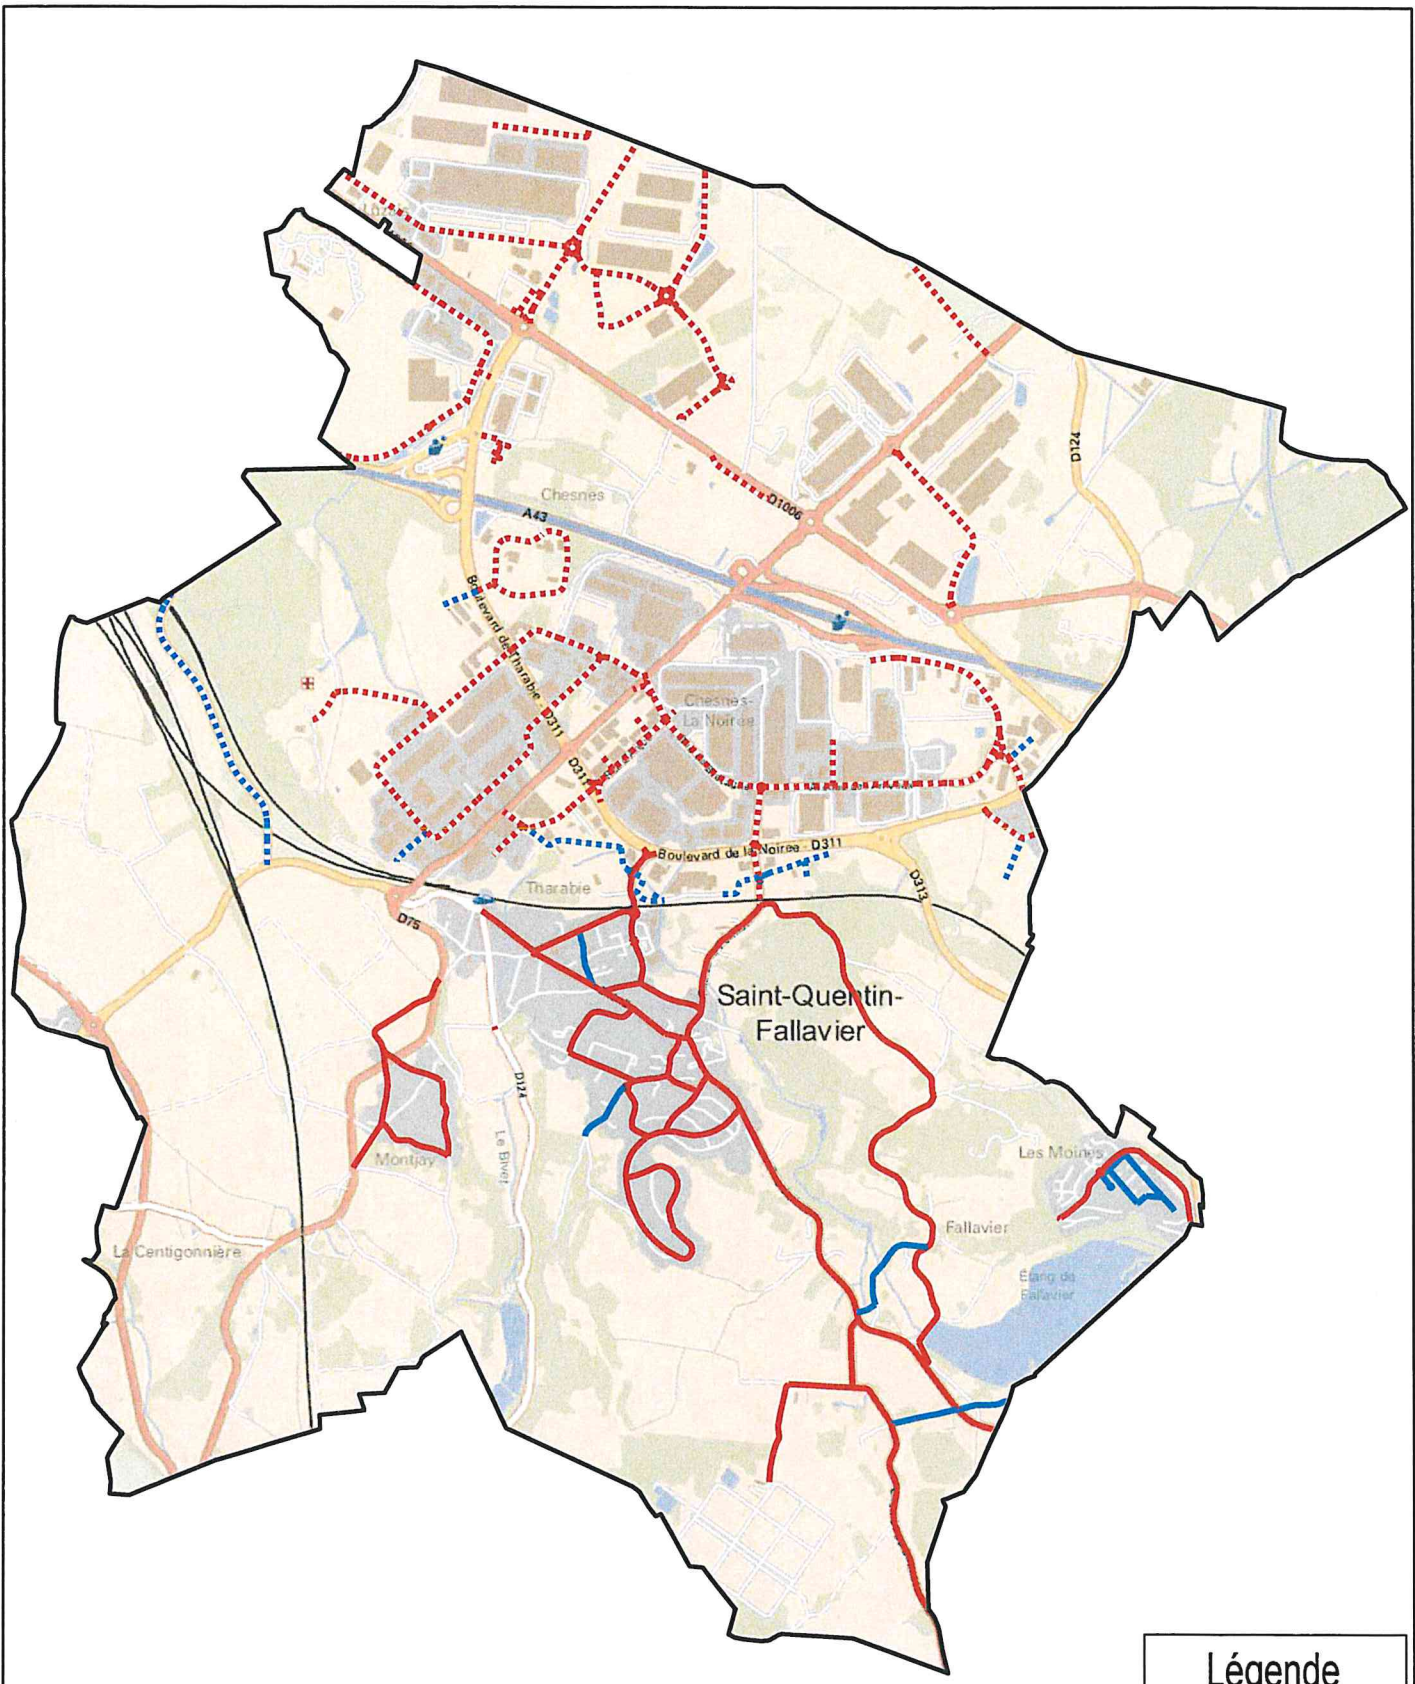 D124
Chesnes
D1006
A43
Boulevard de Tharabie - D311
Chesnes-
La Noirée
D311
Boulevard de la Noirée - D311
Tharabie
D313
D75
Saint-Quentin-
Fallavier
D124
Le Bivet
Montjay
Les Moines
Fallavier
La Centigonnière
Étang de
Fallavier
Légende